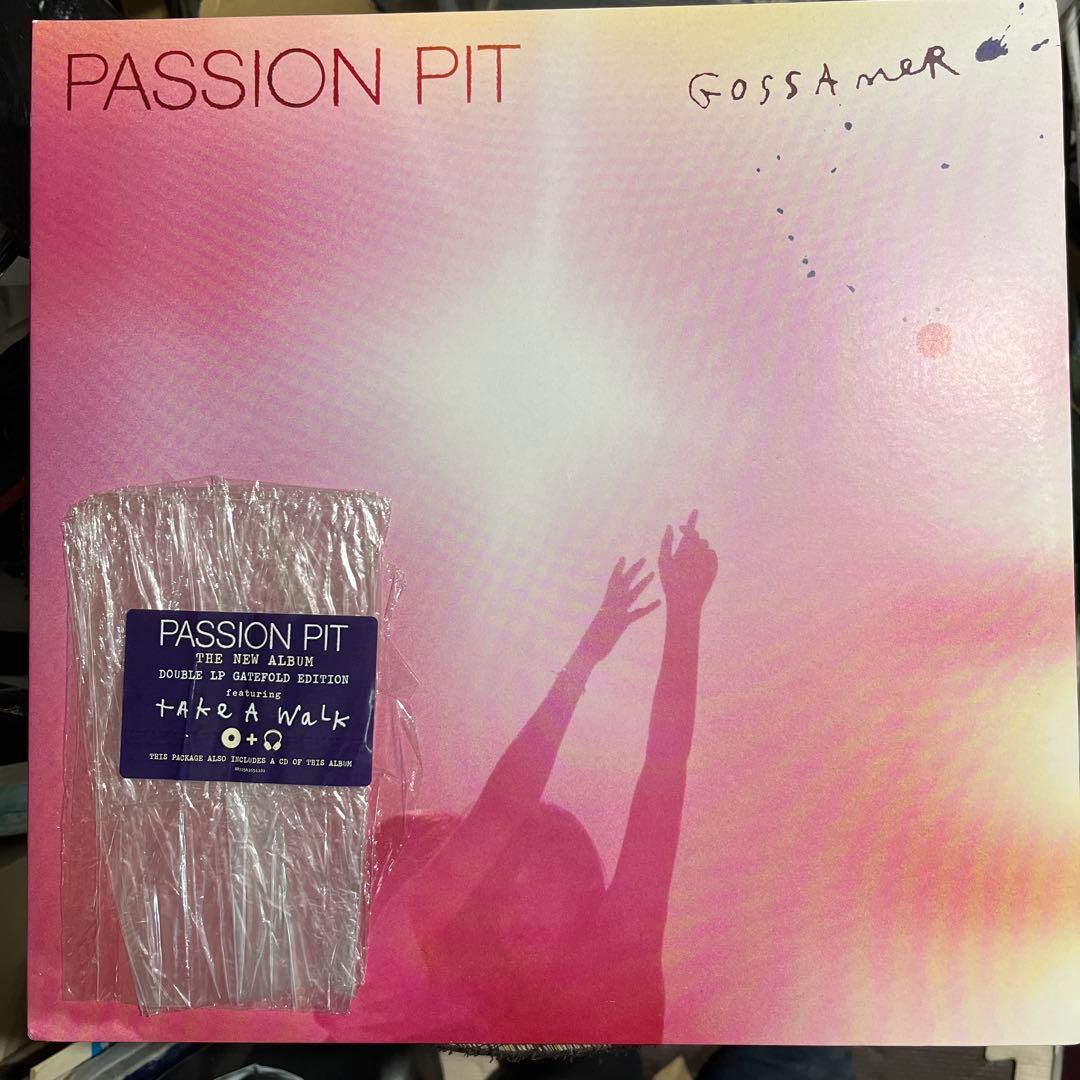 PASSION PIT
GOSSAmeR
PASSION PIT
THE NEW ALBUM
DOUBLE LP GATEFOLD EDITION
featuring
tAKe A WaLK
+
THIS PACKAGE ALSO INCLUDES A CD OF THIS ALBUM